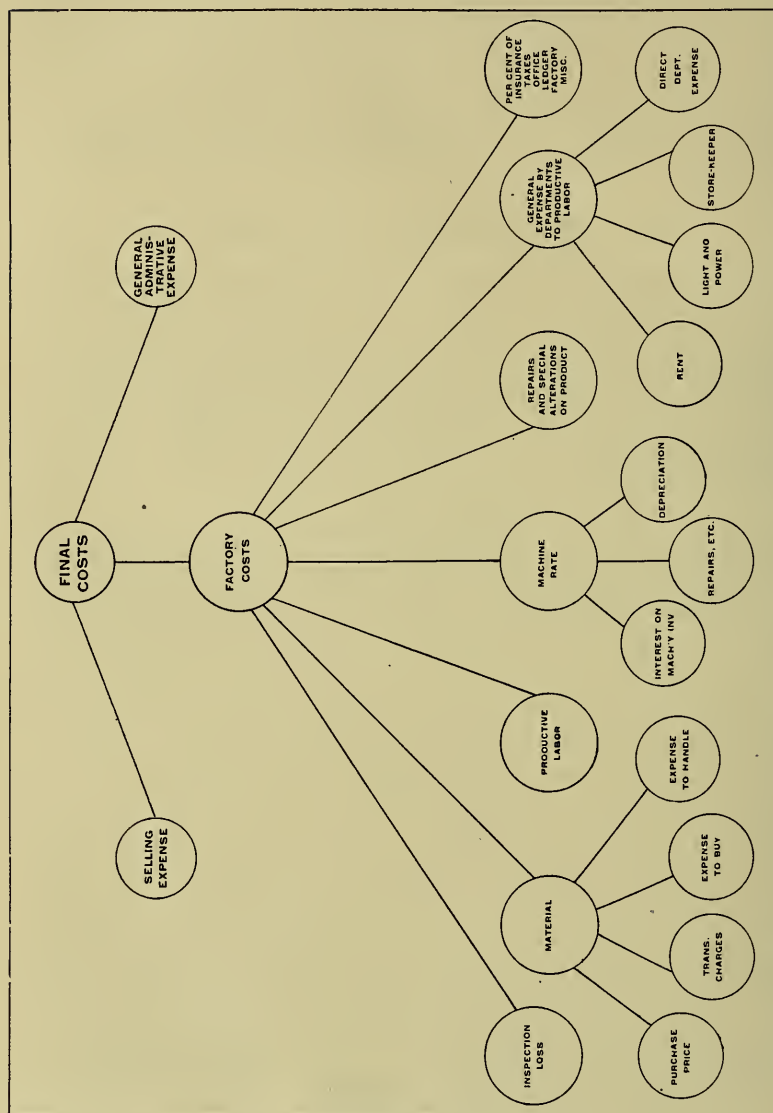 FINAL
COSTS
SELLING
EXPENSE
GENERAL
ADMINIS-
TRATIVE
EXPENSE
FACTORY
COSTS
INSPECTION
LOSS
MATERIAL
PRODUCTIVE
LABOR
MACHINE
RATE
REPAIRS
AND SPECIAL
ALTERATIONS
ON PRODUCT
GENERAL
EXPENSE BY
DEPARTMENTS
TO PRODUCTIVE
LABOR
PER CENT OF
INSURANCE
TAXES
OFFICE
LEDGER
FACTORY
MISC.
PURCHASE
PRICE
TRANS.
CHARGES
EXPENSE
TO BUY
EXPENSE
TO HANDLE
INTEREST ON
MACH'Y INV
REPAIRS, ETC.
DEPRECIATION
RENT
LIGHT AND
POWER
STORE-KEEPER
DIRECT
DEPT.
EXPENSE